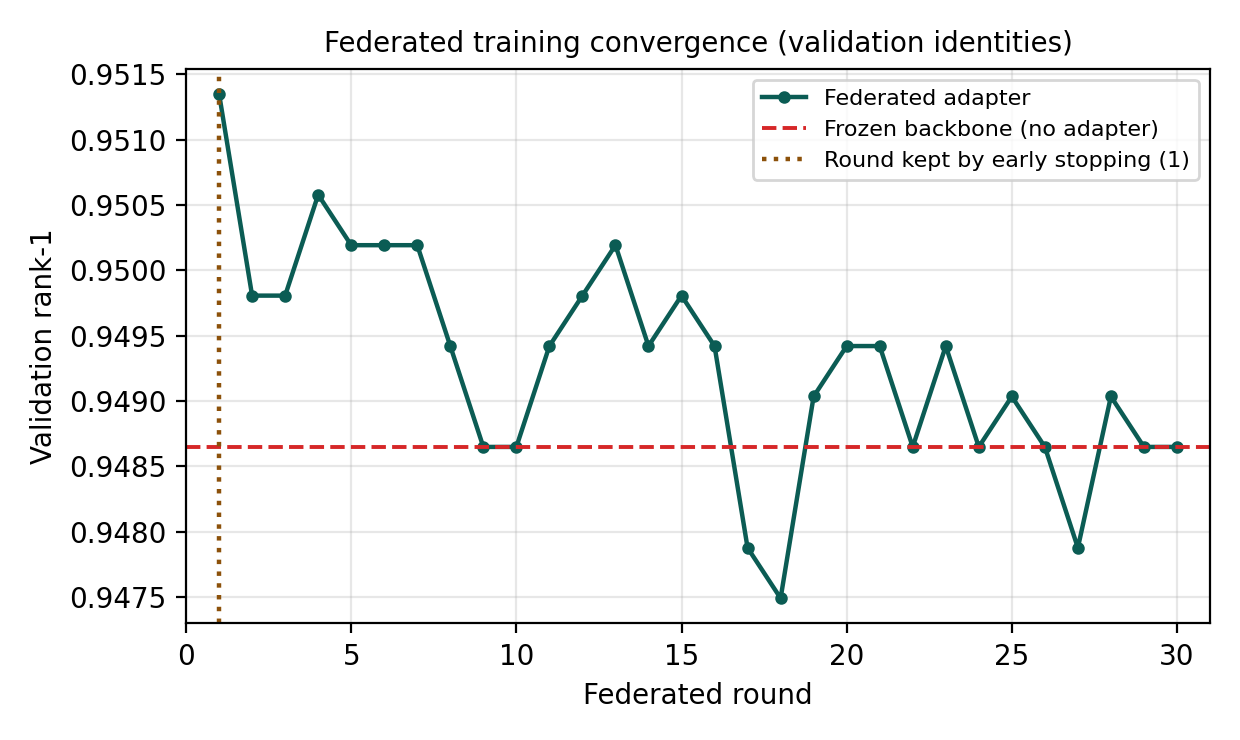 Federated training convergence (validation identities)
Validation rank-1
0.9515
0.9510
0.9505
0.9500
0.9495
0.9490
0.9485
0.9480
0.9475
Federated adapter
Frozen backbone (no adapter)
Round kept by early stopping (1)
0 5 10 15 20 25 30
Federated round